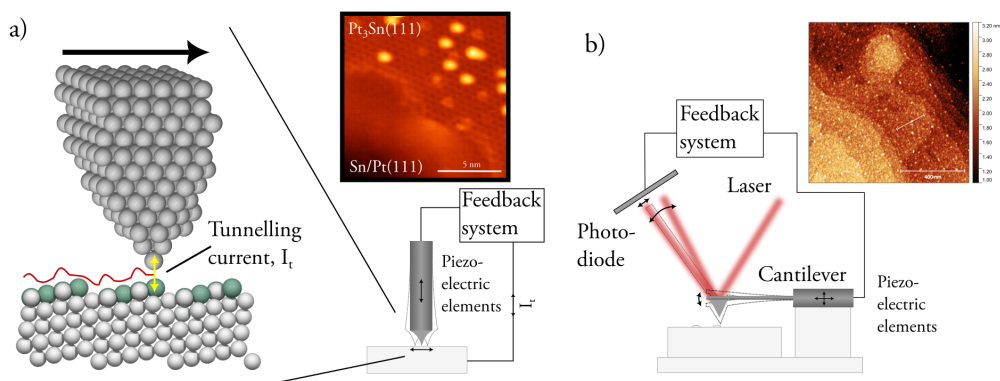 a)
Pt₃Sn(111)
Sn/Pt(111)
5 nm
Tunnelling
current, Iₜ
Feedback
system
Piezo-
electric
elements
Iₜ
b)
Feedback
system
Laser
Photo-
diode
Cantilever
Piezo-
electric
elements
400nm
3.20 nm
2.80
2.60
2.40
2.20
2.00
1.80
1.60
1.40
1.20
1.00